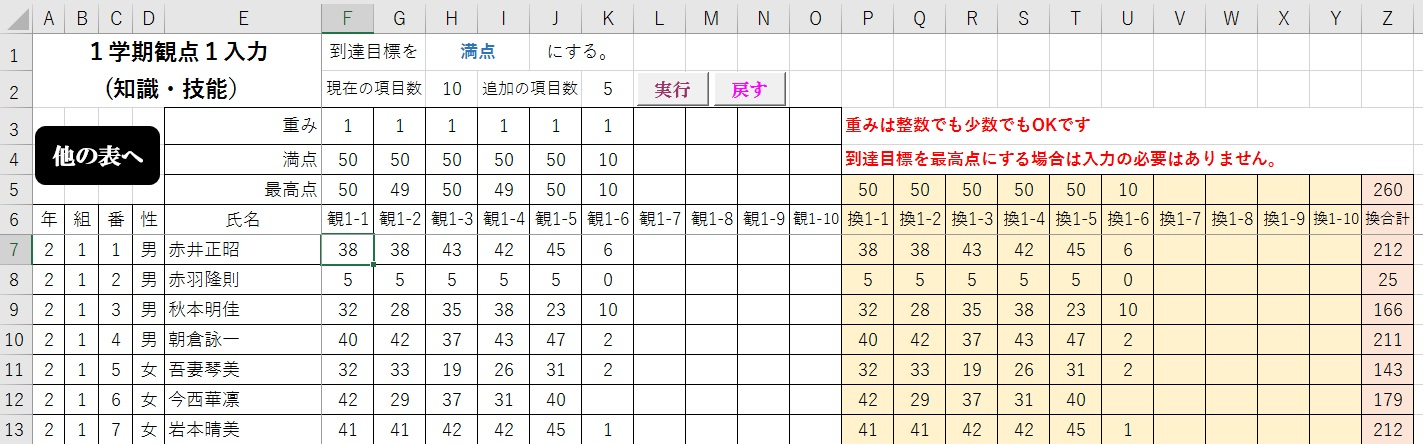 A B C D E F G H I J K L M N O P Q R S T U V W X Y Z
1 １学期観点１入力 到達目標を 満点 にする。
2 （知識・技能） 現在の項目数 10 追加の項目数 5 実行 戻す
3 重み 1 1 1 1 1 1 重みは整数でも少数でもOKです
他の表へ
4 満点 50 50 50 50 50 10 到達目標を最高点にする場合は入力の必要はありません。
5 最高点 50 49 50 49 50 10 50 50 50 50 50 10 260
6 年 組 番 性 氏名 観1-1 観1-2 観1-3 観1-4 観1-5 観1-6 観1-7 観1-8 観1-9 観1-10 換1-1 換1-2 換1-3 換1-4 換1-5 換1-6 換1-7 換1-8 換1-9 換1-10 換合計
7 2 1 1 男 赤井正昭 38 38 43 42 45 6 38 38 43 42 45 6 212
8 2 1 2 男 赤羽隆則 5 5 5 5 5 0 5 5 5 5 5 0 25
9 2 1 3 男 秋本明佳 32 28 35 38 23 10 32 28 35 38 23 10 166
10 2 1 4 男 朝倉詠一 40 42 37 43 47 2 40 42 37 43 47 2 211
11 2 1 5 女 吾妻琴美 32 33 19 26 31 2 32 33 19 26 31 2 143
12 2 1 6 女 今西華凛 42 29 37 31 40 42 29 37 31 40 179
13 2 1 7 女 岩本晴美 41 41 42 42 45 1 41 41 42 42 45 1 212